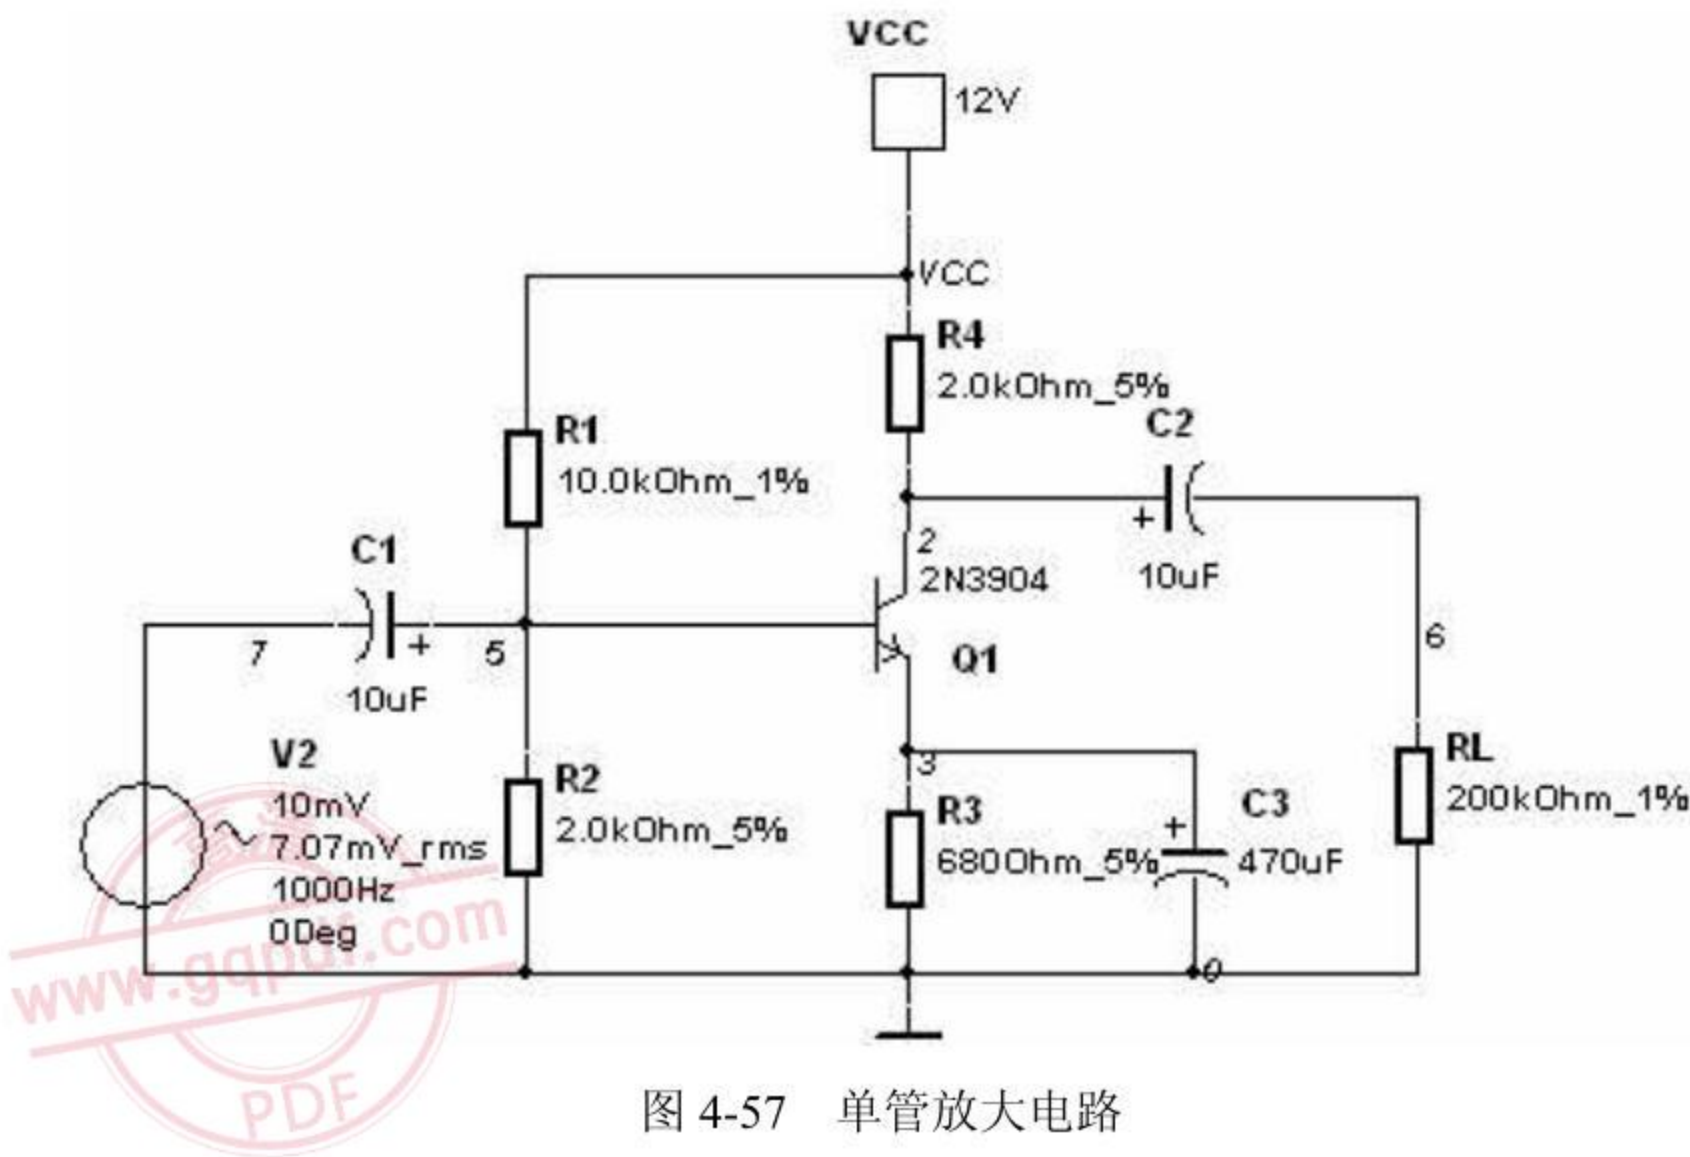 VCC
12V
VCC
R4
2.0kOhm_5%
C2
10uF
R1
10.0kOhm_1%
C1
10uF
7
5
2
2N3904
Q1
6
3
V2
10mV
7.07mV_rms
1000Hz
0Deg
R2
2.0kOhm_5%
R3
680Ohm_5%
C3
470uF
RL
200kOhm_1%
0
www.gqpdf.com
PDF
图 4-57 单管放大电路